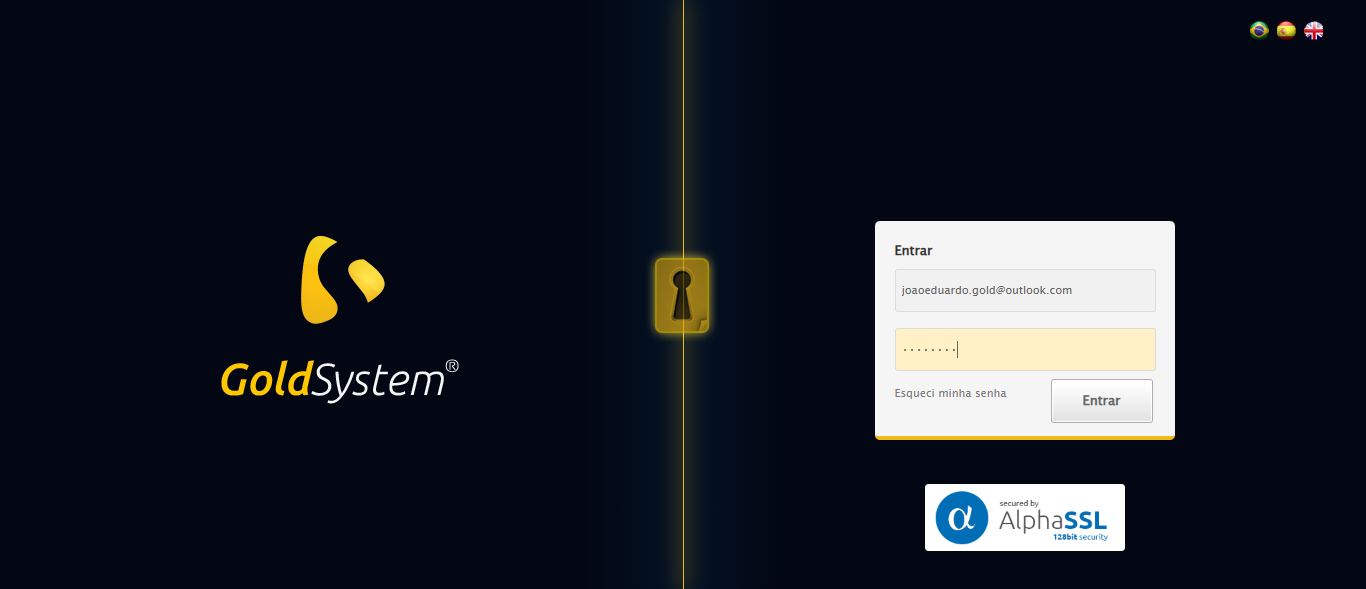 GoldSystem®
Entrar
joaoeduardo.gold@outlook.com
········
Esqueci minha senha
Entrar
α
secured by
AlphaSSL
128bit security